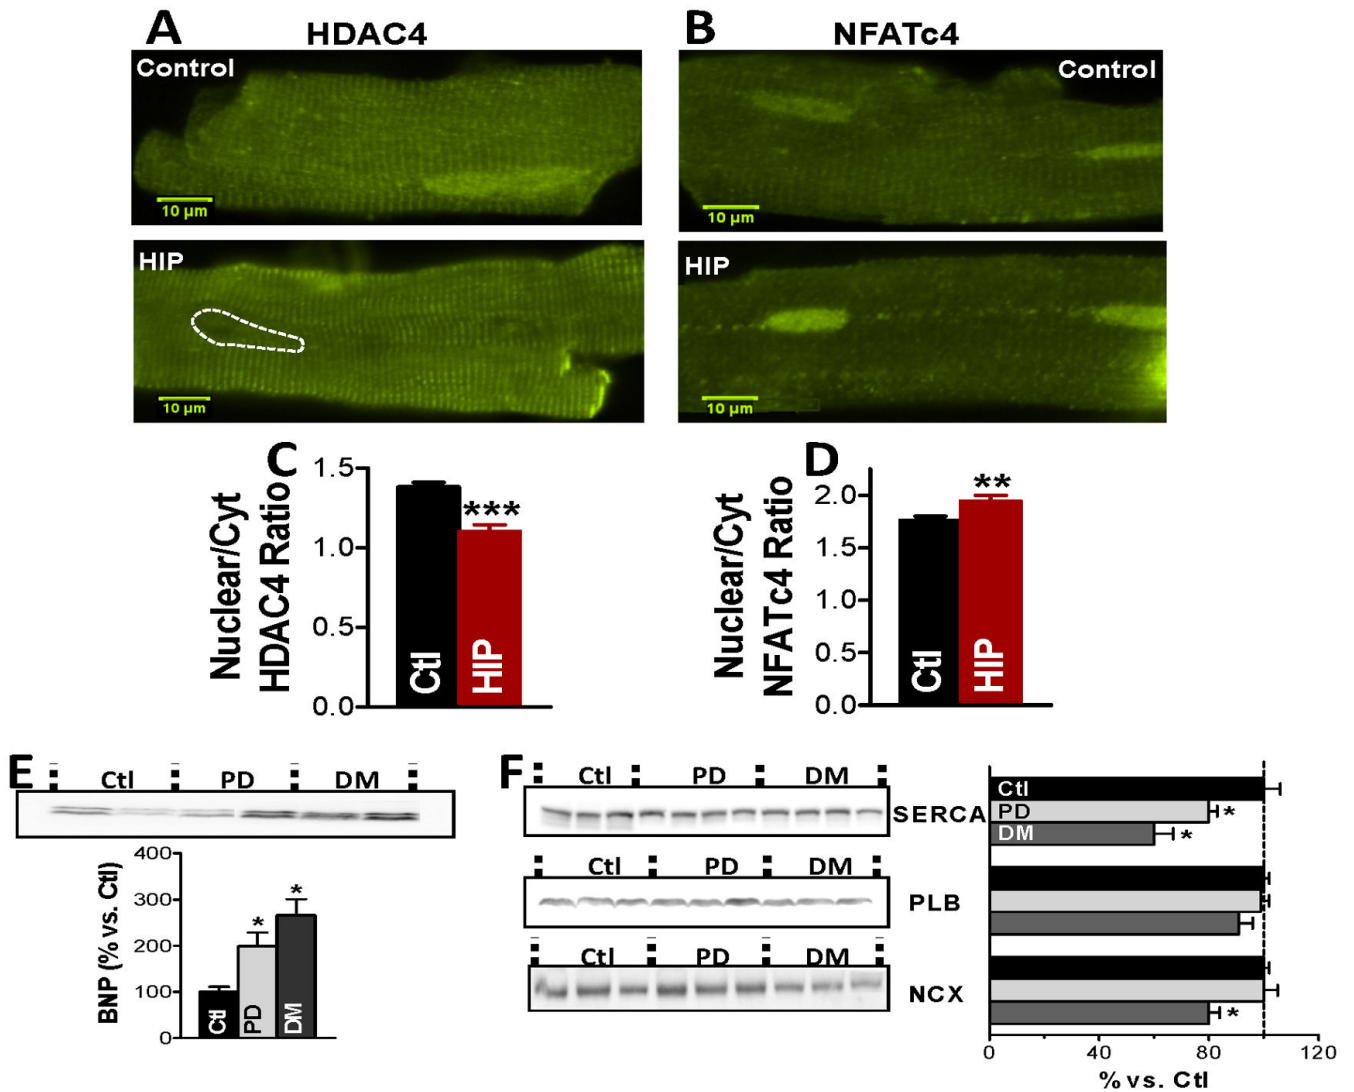 A HDAC4
Control
10 µm
HIP
10 µm
B NFATc4
Control
10 µm
HIP
10 µm
C
Nuclear/Cyt
HDAC4 Ratio
1.5
1.0
0.5
0.0
***
Ctl
HIP
D
Nuclear/Cyt
NFATc4 Ratio
2.0
1.5
1.0
0.5
0.0
**
Ctl
HIP
E
Ctl PD DM
BNP (% vs. Ctl)
400
300
200
100
0
* *
Ctl
PD
DM
F
Ctl PD DM
SERCA
Ctl PD DM
PLB
Ctl PD DM
NCX
Ctl
PD *
DM *
*
0 40 80 120
% vs. Ctl